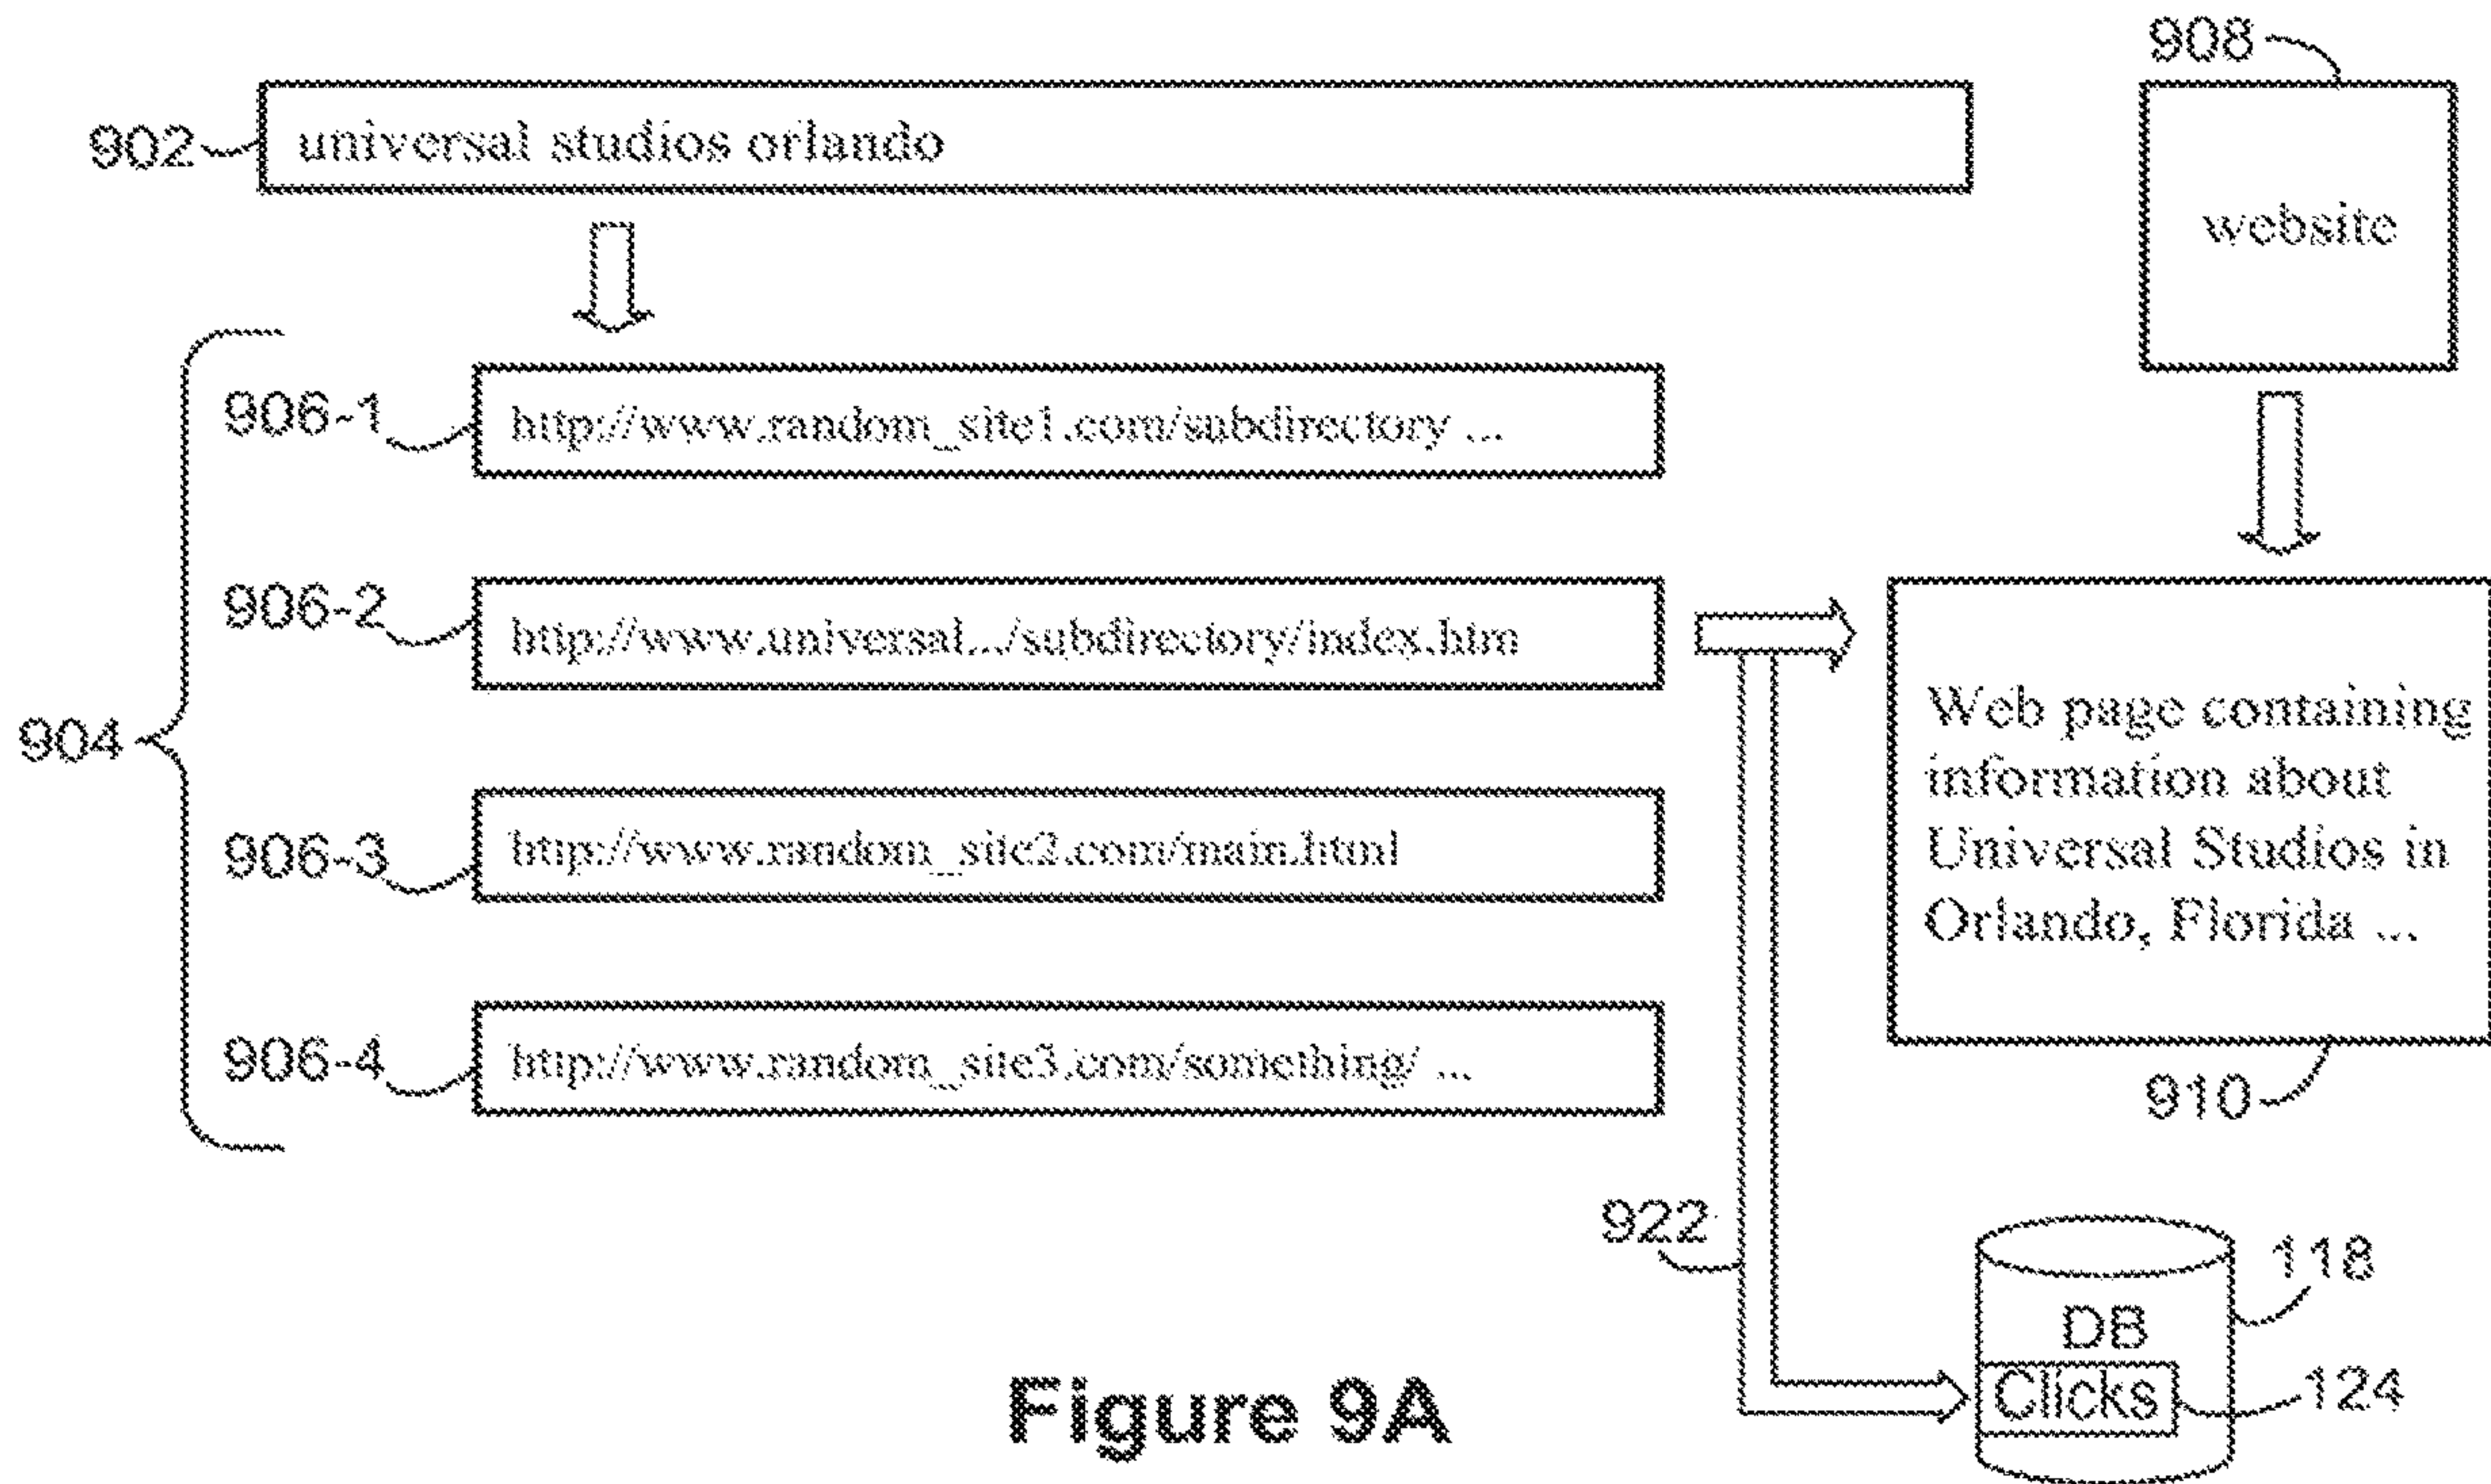 908
902
universal studios orlando
website
906-1
http://www.random_site1.com/subdirectory ...
906-2
http://www.universal.../subdirectory/index.htm
904
Web page containing
information about
Universal Studios in
Orlando, Florida ...
906-3
http://www.random_site2.com/main.html
906-4
http://www.random_site3.com/something/ ...
910
922
118
DB
Clicks
124
Figure 9A